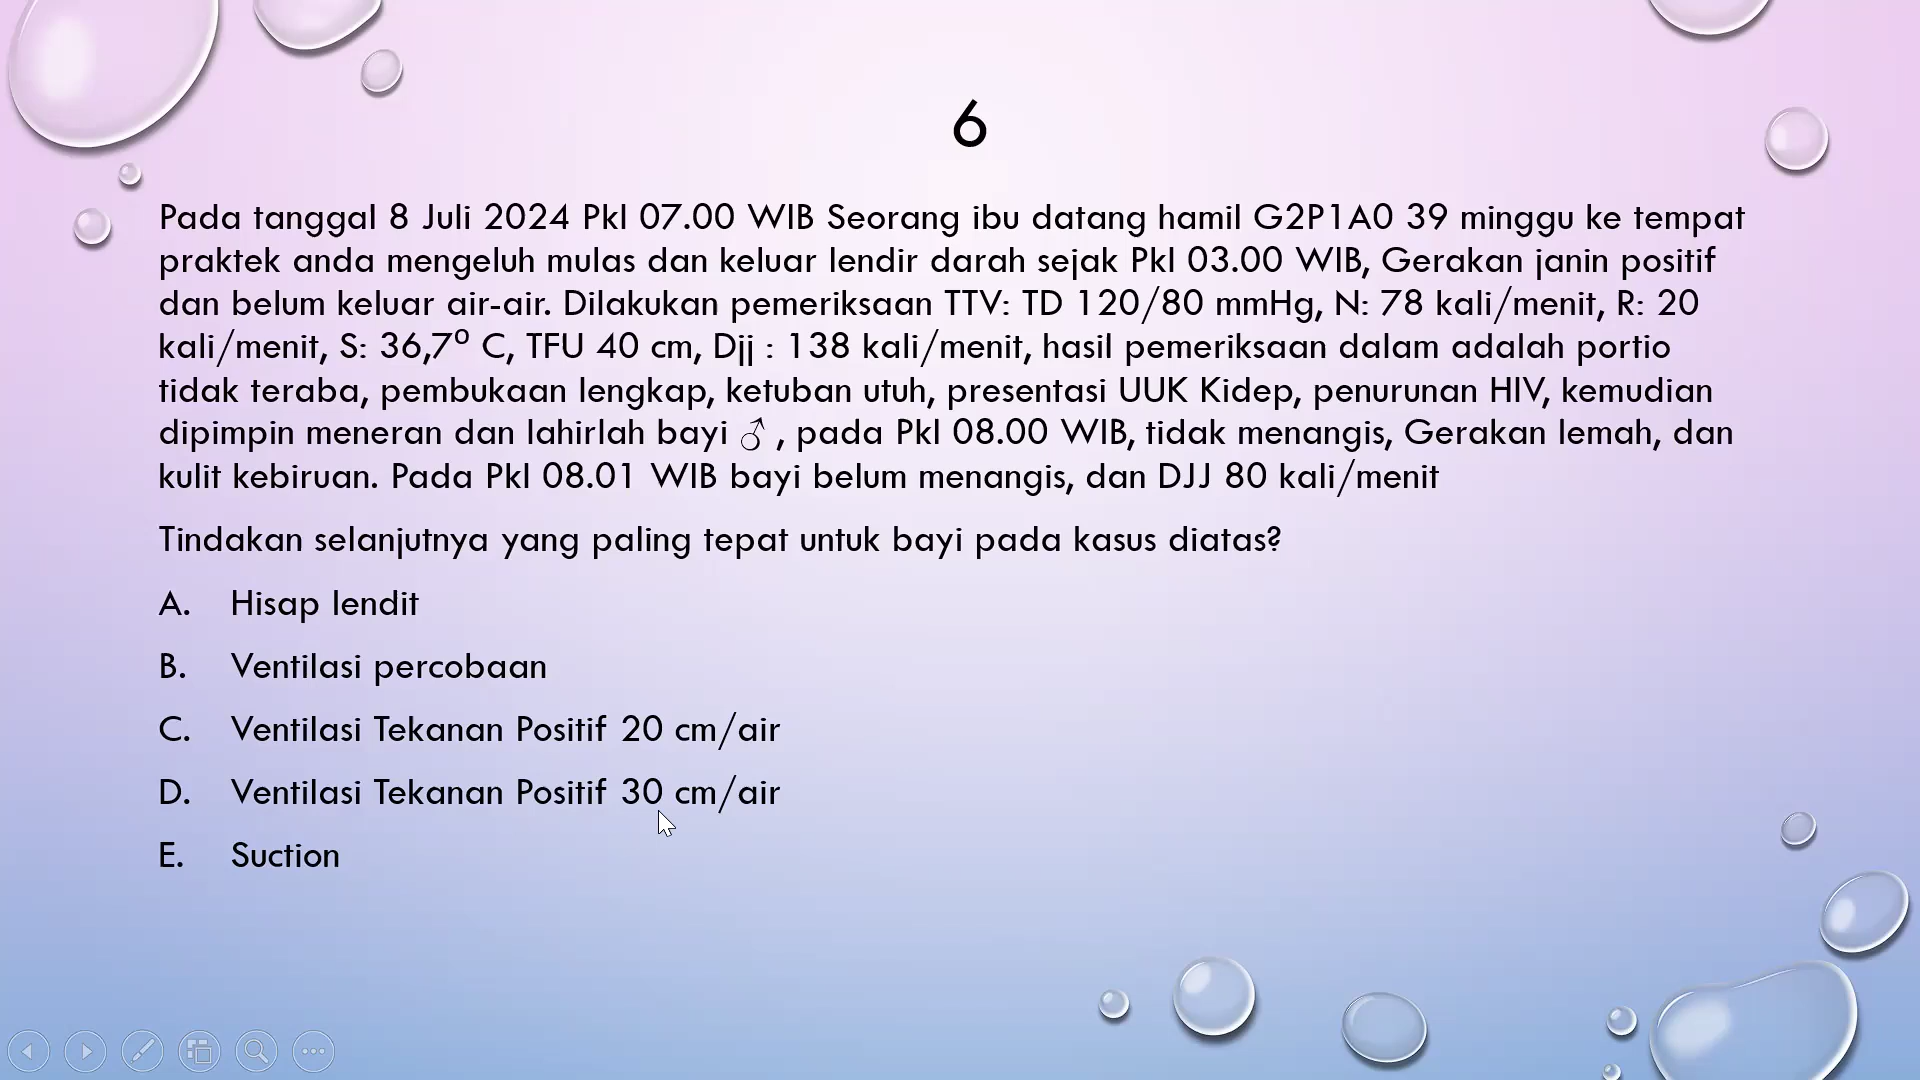 6
Pada tanggal 8 Juli 2024 Pkl 07.00 WIB Seorang ibu datang hamil G2P1A0 39 minggu ke tempat
praktek anda mengeluh mulas dan keluar lendir darah sejak Pkl 03.00 WIB, Gerakan janin positif
dan belum keluar air-air. Dilakukan pemeriksaan TTV: TD 120/80 mmHg, N: 78 kali/menit, R: 20
kali/menit, S: 36,7⁰ C, TFU 40 cm, Djj : 138 kali/menit, hasil pemeriksaan dalam adalah portio
tidak teraba, pembukaan lengkap, ketuban utuh, presentasi UUK Kidep, penurunan HIV, kemudian
dipimpin meneran dan lahirlah bayi ♂ , pada Pkl 08.00 WIB, tidak menangis, Gerakan lemah, dan
kulit kebiruan. Pada Pkl 08.01 WIB bayi belum menangis, dan DJJ 80 kali/menit
Tindakan selanjutnya yang paling tepat untuk bayi pada kasus diatas?
A. Hisap lendit
B. Ventilasi percobaan
C. Ventilasi Tekanan Positif 20 cm/air
D. Ventilasi Tekanan Positif 30 cm/air
E. Suction